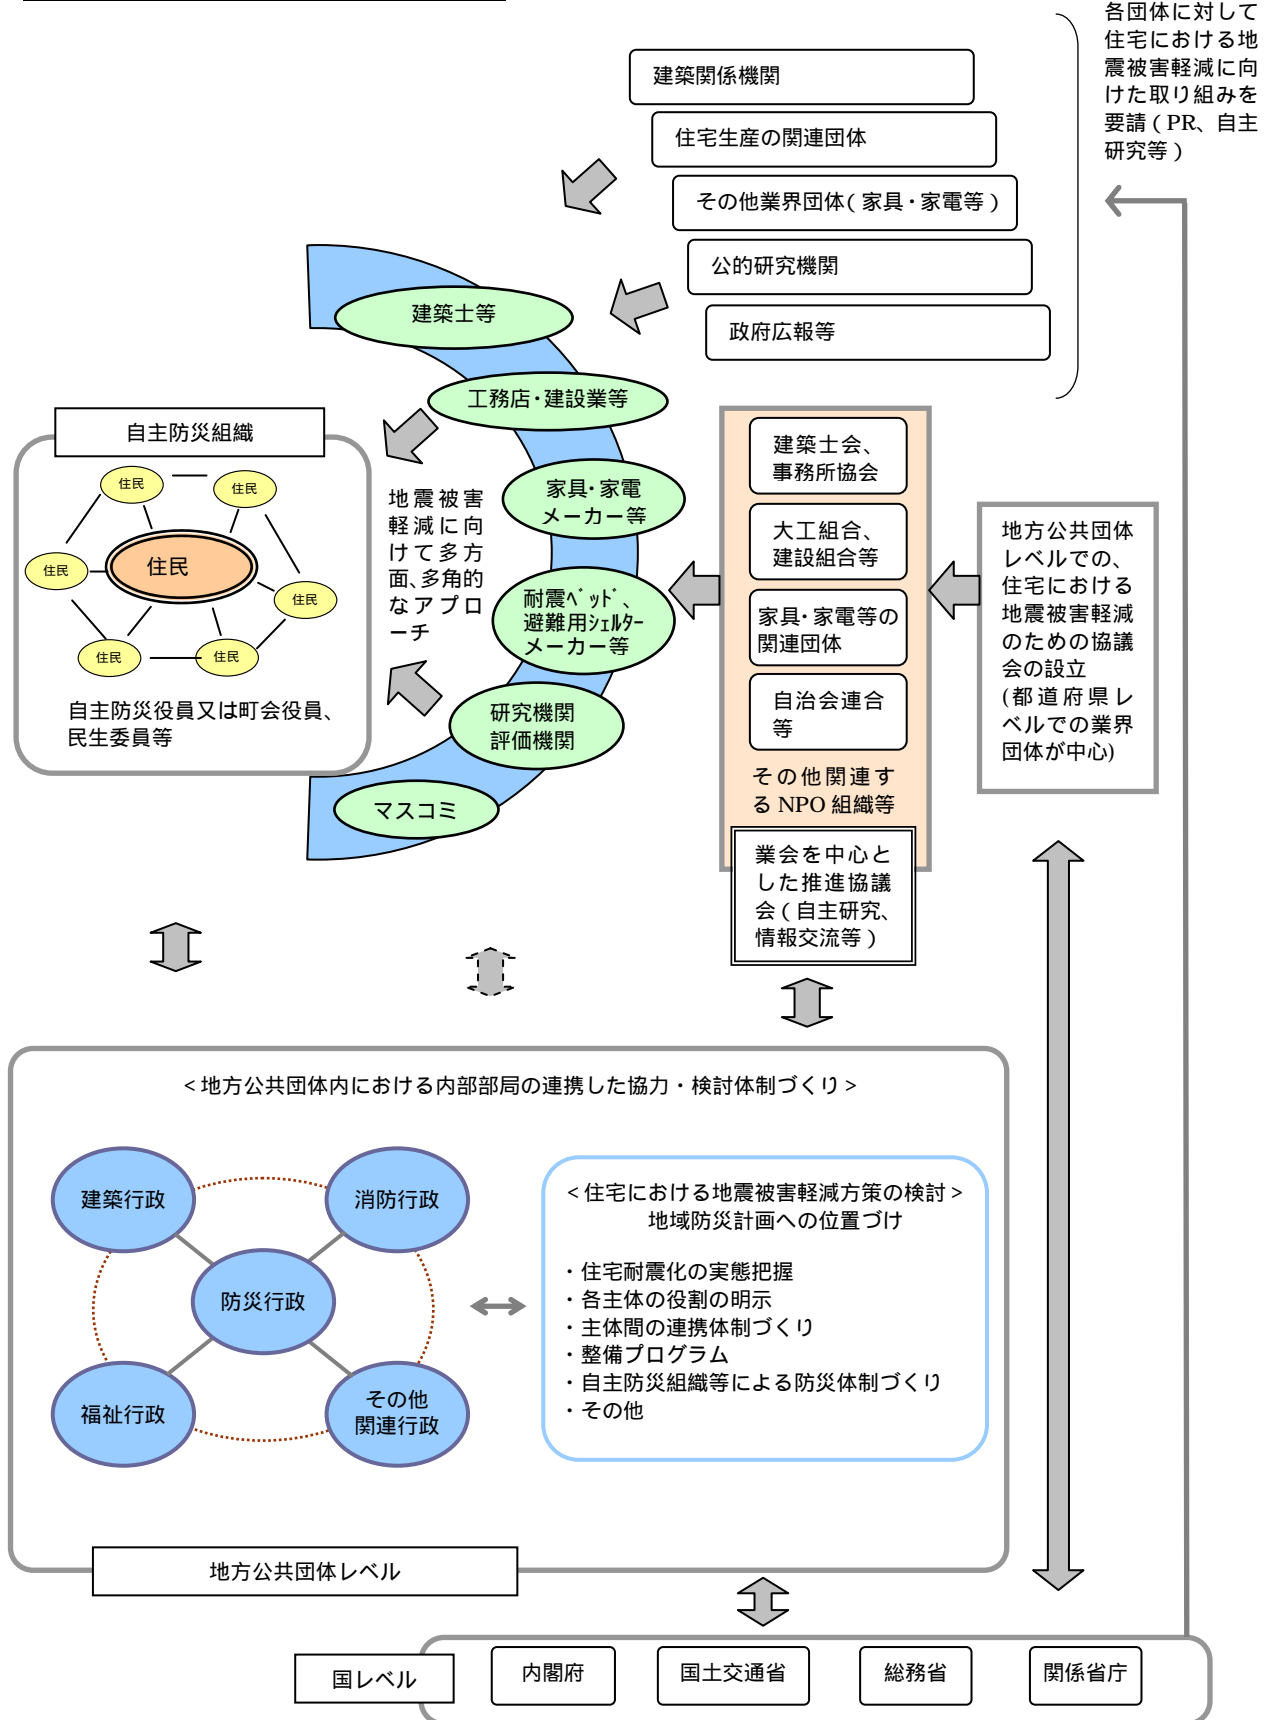 各団体に対して
住宅における地
震被害軽減に向
けた取り組みを
要請（PR、自主
研究等）
建築関係機関
住宅生産の関連団体
その他業界団体(家具・家電等)
公的研究機関
政府広報等
建築士等
工務店・建設業等
家具・家電
メーカー等
耐震ﾍﾞｯﾄﾞ、
避難用ｼｪﾙﾀｰ
メーカー等
研究機関
評価機関
マスコミ
自主防災組織
住民
住民
住民
住民
住民
住民
住民
自主防災役員又は町会役員、
民生委員等
地震被害
軽減に向
けて多方
面、多角的
なアプロ
ーチ
建築士会、
事務所協会
大工組合、
建設組合等
家具・家電等の
関連団体
自治会連合
等
その他関連す
る NPO 組織等
業会を中心と
した推進協議
会（自主研究、
情報交流等）
地方公共団体
レベルでの、
住宅における
地震被害軽減
のための協議
会の設立
(都道府県レ
ベルでの業界
団体が中心)
<地方公共団体内における内部部局の連携した協力・検討体制づくり>
建築行政
消防行政
防災行政
福祉行政
その他
関連行政
<住宅における地震被害軽減方策の検討>
地域防災計画への位置づけ
・住宅耐震化の実態把握
・各主体の役割の明示
・主体間の連携体制づくり
・整備プログラム
・自主防災組織等による防災体制づくり
・その他
地方公共団体レベル
国レベル
内閣府
国土交通省
総務省
関係省庁